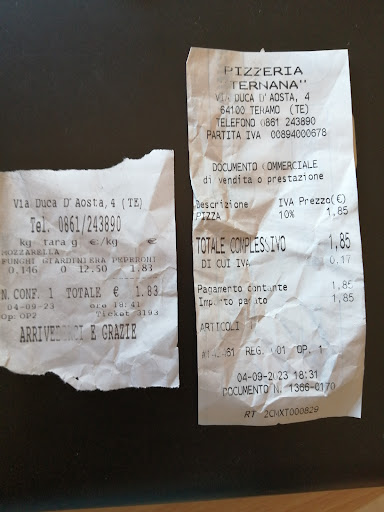 Via Duca D'Aosta,4 (TE)
Tel. 0861/243890
kg tara g €/kg €
MOZZARELLA
FUNGHI GIARDINIERA PEPERONI
0.146 0 12.50 1.83
N.CONF. 1 TOTALE € 1.83
04-09-23 ore 18:41
Op:OP2 Ticket 3193
ARRIVEDERCI E GRAZIE
PIZZERIA
TERNANA"
VIA DUCA D'AOSTA, 4
64100 TERAMO (TE)
TELEFONO 0861 243890
PARTITA IVA 00894000678
DOCUMENTO COMMERCIALE
di vendita o prestazione
Descrizione IVA Prezzo(€)
PIZZA 10% 1,85
TOTALE COMPLESSIVO 1,85
DI CUI IVA 0,17
Pagamento contante 1,85
Importo pagato 1,85
ARTICOLI
REG. 001 OP. 1
04-09-2023 18:31
DOCUMENTO N. 1366-0170
RT 2CMXT000829